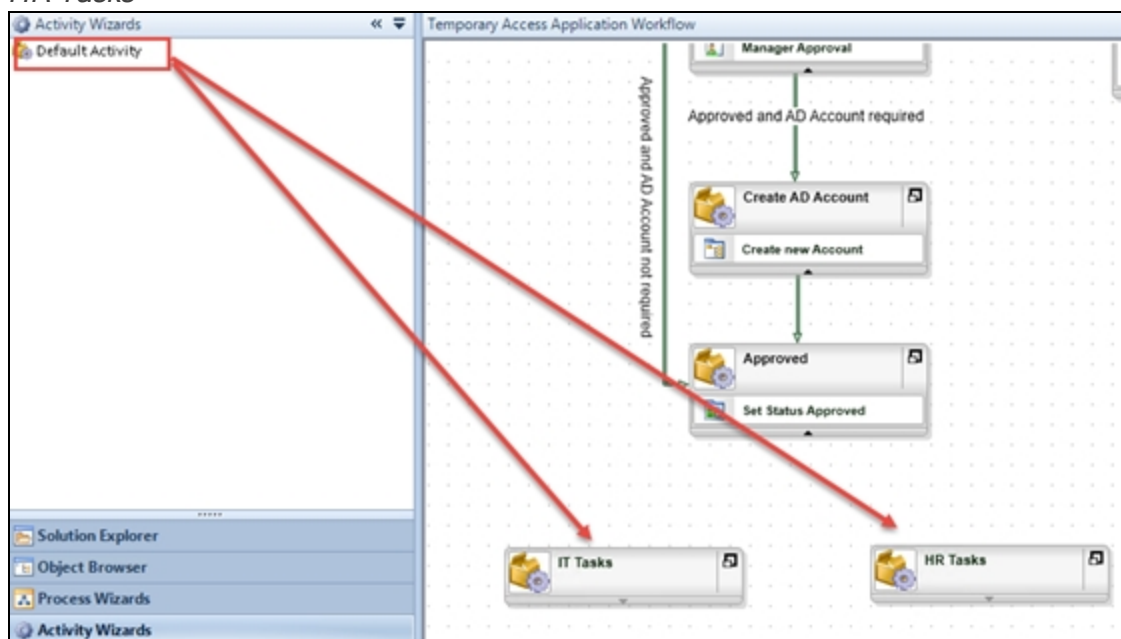 HR Tasks
Activity Wizards
Default Activity
Solution Explorer
Object Browser
Process Wizards
Activity Wizards
Temporary Access Application Workflow
Manager Approval
Approved and AD Account required
Approved and AD Account not required
Create AD Account
Create new Account
Approved
Set Status Approved
IT Tasks
HR Tasks